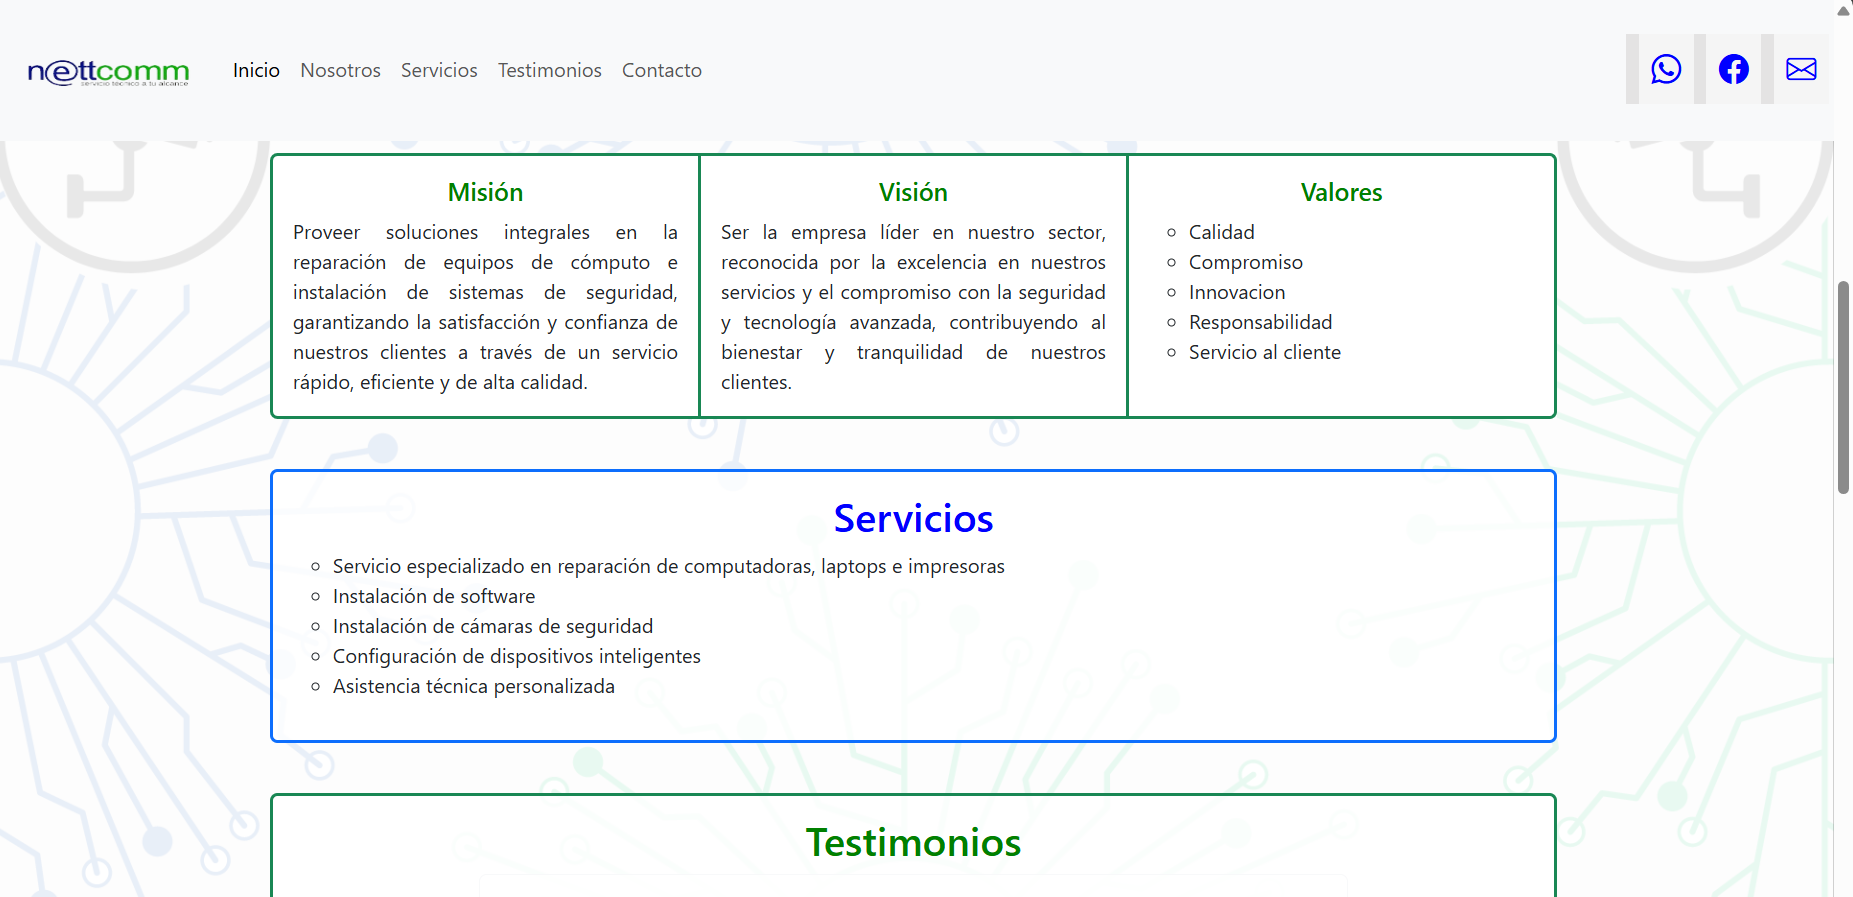 nettcomm
servicio técnico a tu alcance
Inicio Nosotros Servicios Testimonios Contacto
Misión
Proveer soluciones integrales en la
reparación de equipos de cómputo e
instalación de sistemas de seguridad,
garantizando la satisfacción y confianza de
nuestros clientes a través de un servicio
rápido, eficiente y de alta calidad.
Visión
Ser la empresa líder en nuestro sector,
reconocida por la excelencia en nuestros
servicios y el compromiso con la seguridad
y tecnología avanzada, contribuyendo al
bienestar y tranquilidad de nuestros
clientes.
Valores
Calidad
Compromiso
Innovacion
Responsabilidad
Servicio al cliente
Servicios
Servicio especializado en reparación de computadoras, laptops e impresoras
Instalación de software
Instalación de cámaras de seguridad
Configuración de dispositivos inteligentes
Asistencia técnica personalizada
Testimonios